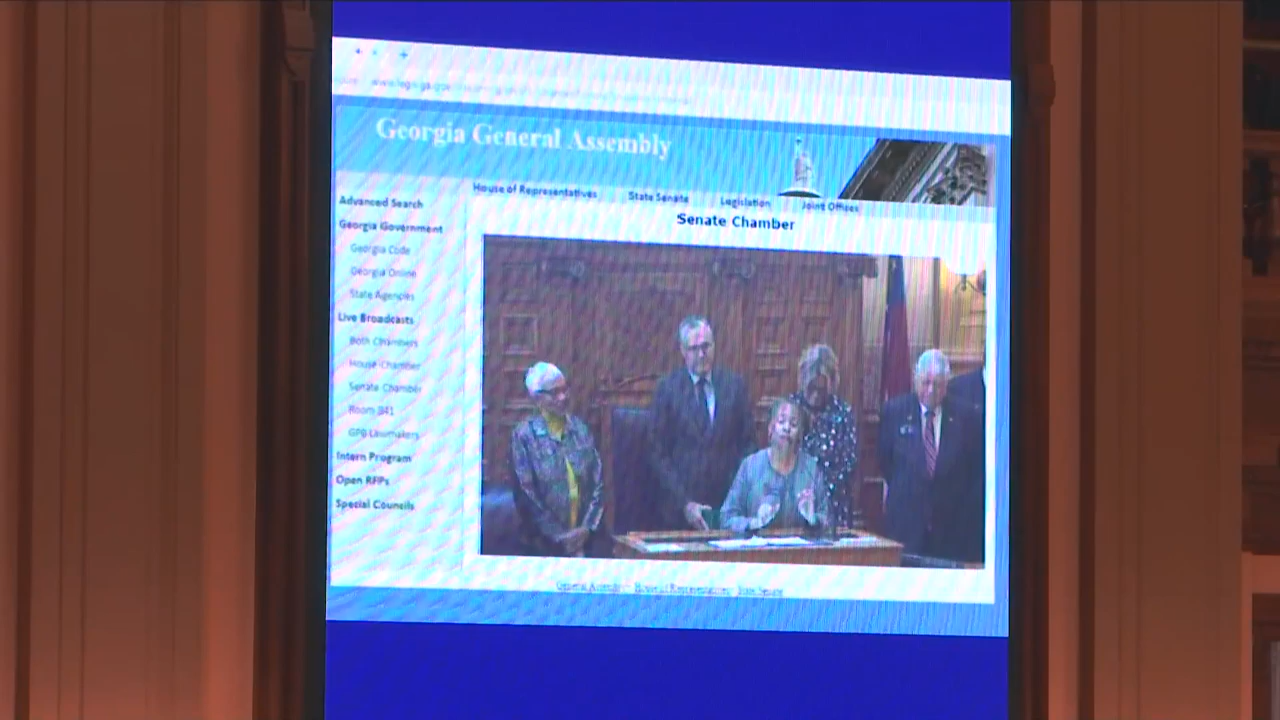 Georgia General Assembly
House of Representatives State Senate Legislation Joint Offices
Senate Chamber
Advanced Search
Georgia Government
Georgia Code
Georgia Online
State Agencies
Live Broadcasts
Both Chambers
House Chamber
Senate Chamber
Room 341
GPB Lawmakers
Intern Program
Open RFPs
Special Councils
General Assembly House of Representatives State Senate